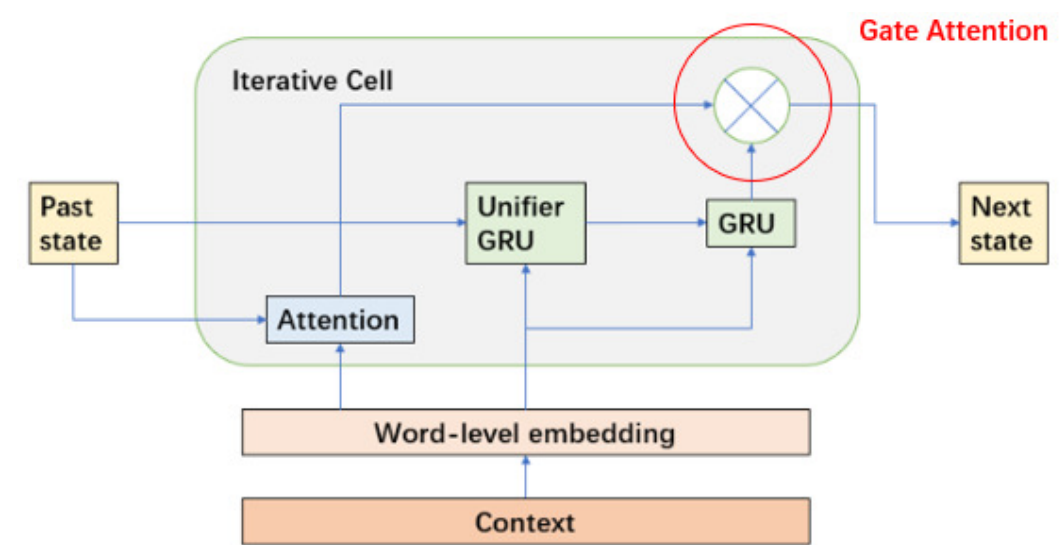 Gate Attention
Iterative Cell
Past
state
Unifier
GRU
GRU
Next
state
Attention
Word-level embedding
Context